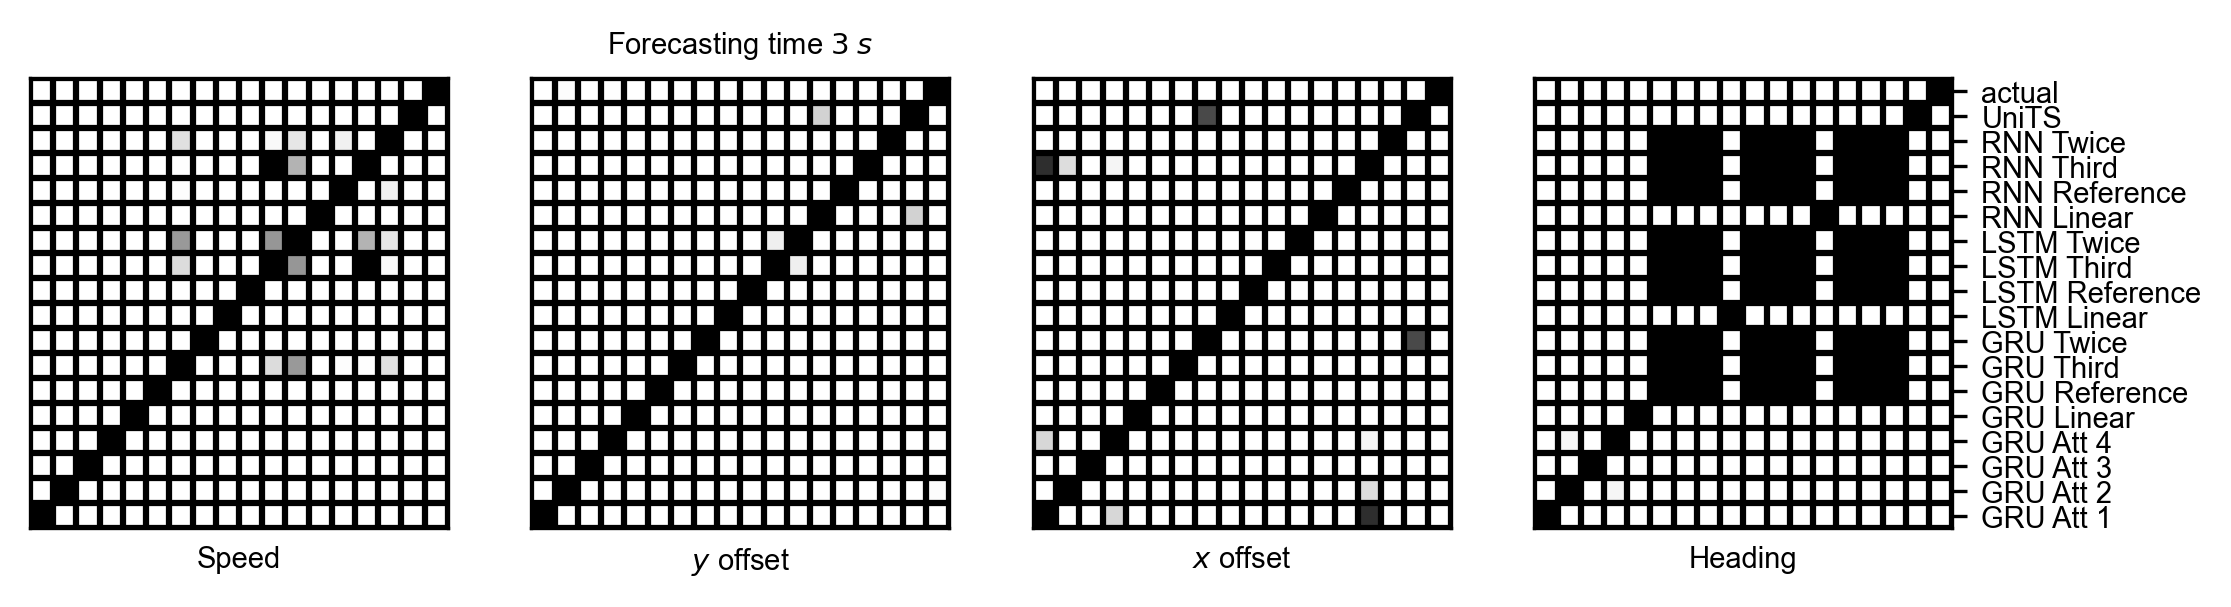 Forecasting time 3 s
actual
UniTS
RNN Twice
RNN Third
RNN Reference
RNN Linear
LSTM Twice
LSTM Third
LSTM Reference
LSTM Linear
GRU Twice
GRU Third
GRU Reference
GRU Linear
GRU Att 4
GRU Att 3
GRU Att 2
GRU Att 1
Speed
y offset
x offset
Heading